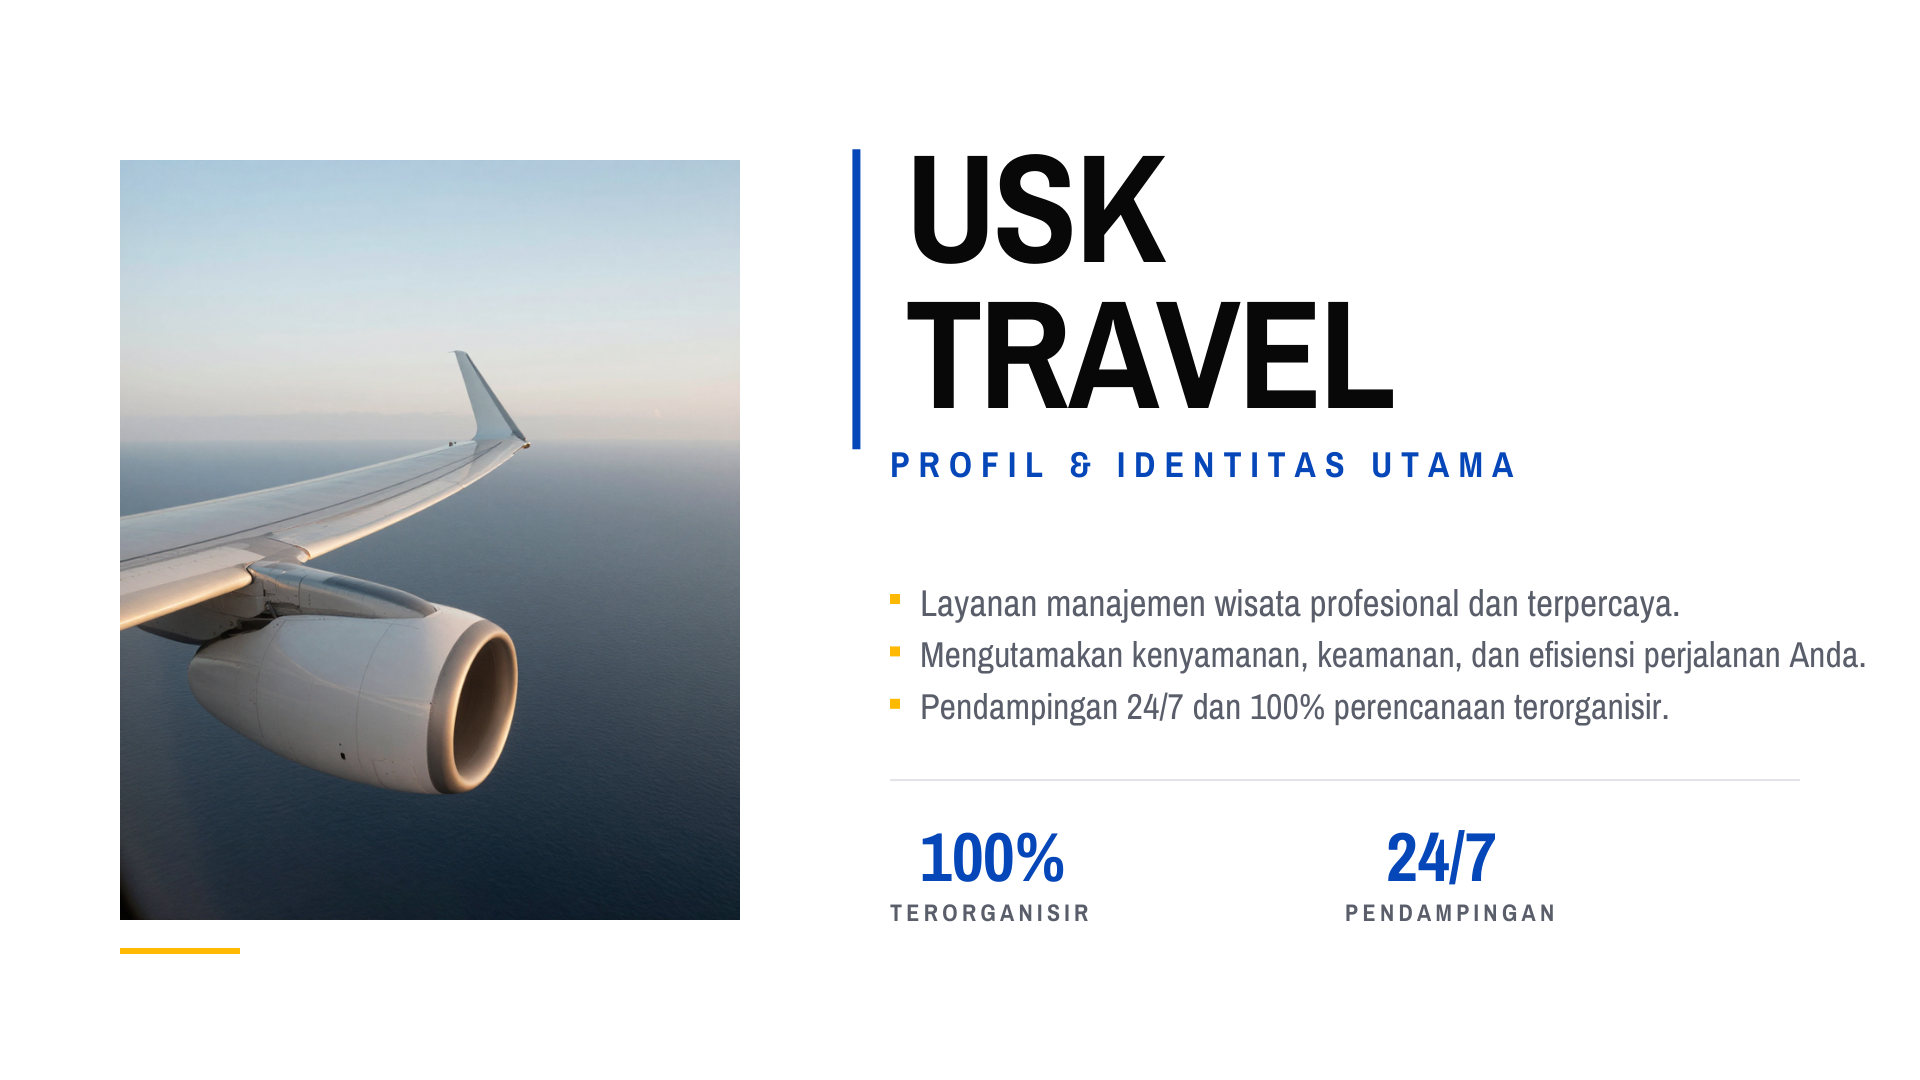 USK
TRAVEL
PROFIL & IDENTITAS UTAMA
Layanan manajemen wisata profesional dan terpercaya.
Mengutamakan kenyamanan, keamanan, dan efisiensi perjalanan Anda.
Pendampingan 24/7 dan 100% perencanaan terorganisir.
100%
TERORGANISIR
24/7
PENDAMPINGAN